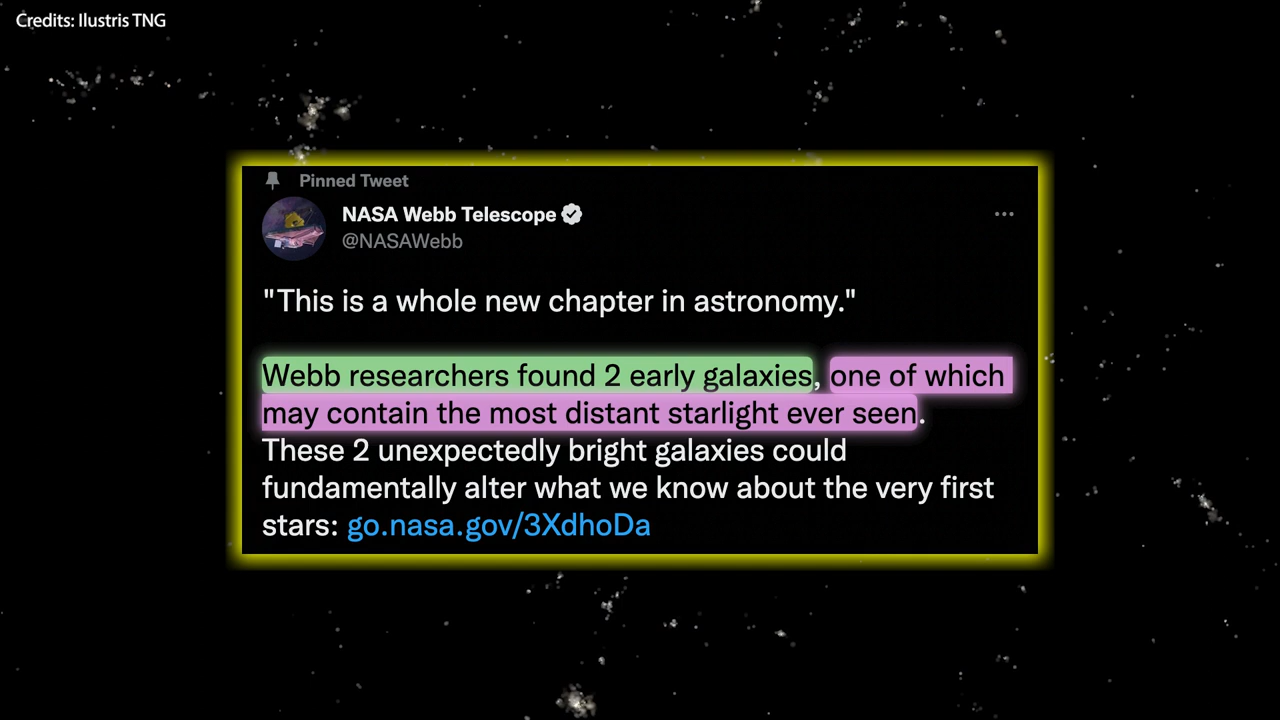 Credits: Ilustris TNG
Pinned Tweet
NASA Webb Telescope
@NASAWebb
"This is a whole new chapter in astronomy."
Webb researchers found 2 early galaxies, one of which
may contain the most distant starlight ever seen.
These 2 unexpectedly bright galaxies could
fundamentally alter what we know about the very first
stars: go.nasa.gov/3XdhoDa